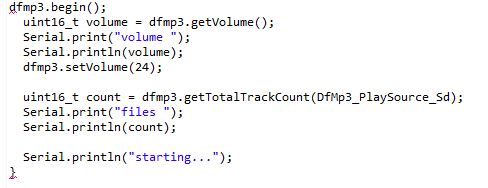 dfmp3.begin();
uint16_t volume = dfmp3.getVolume();
Serial.print("volume ");
Serial.println(volume);
dfmp3.setVolume(24);
uint16_t count = dfmp3.getTotalTrackCount(DfMp3_PlaySource_Sd);
Serial.print("files ");
Serial.println(count);
Serial.println("starting...");
}